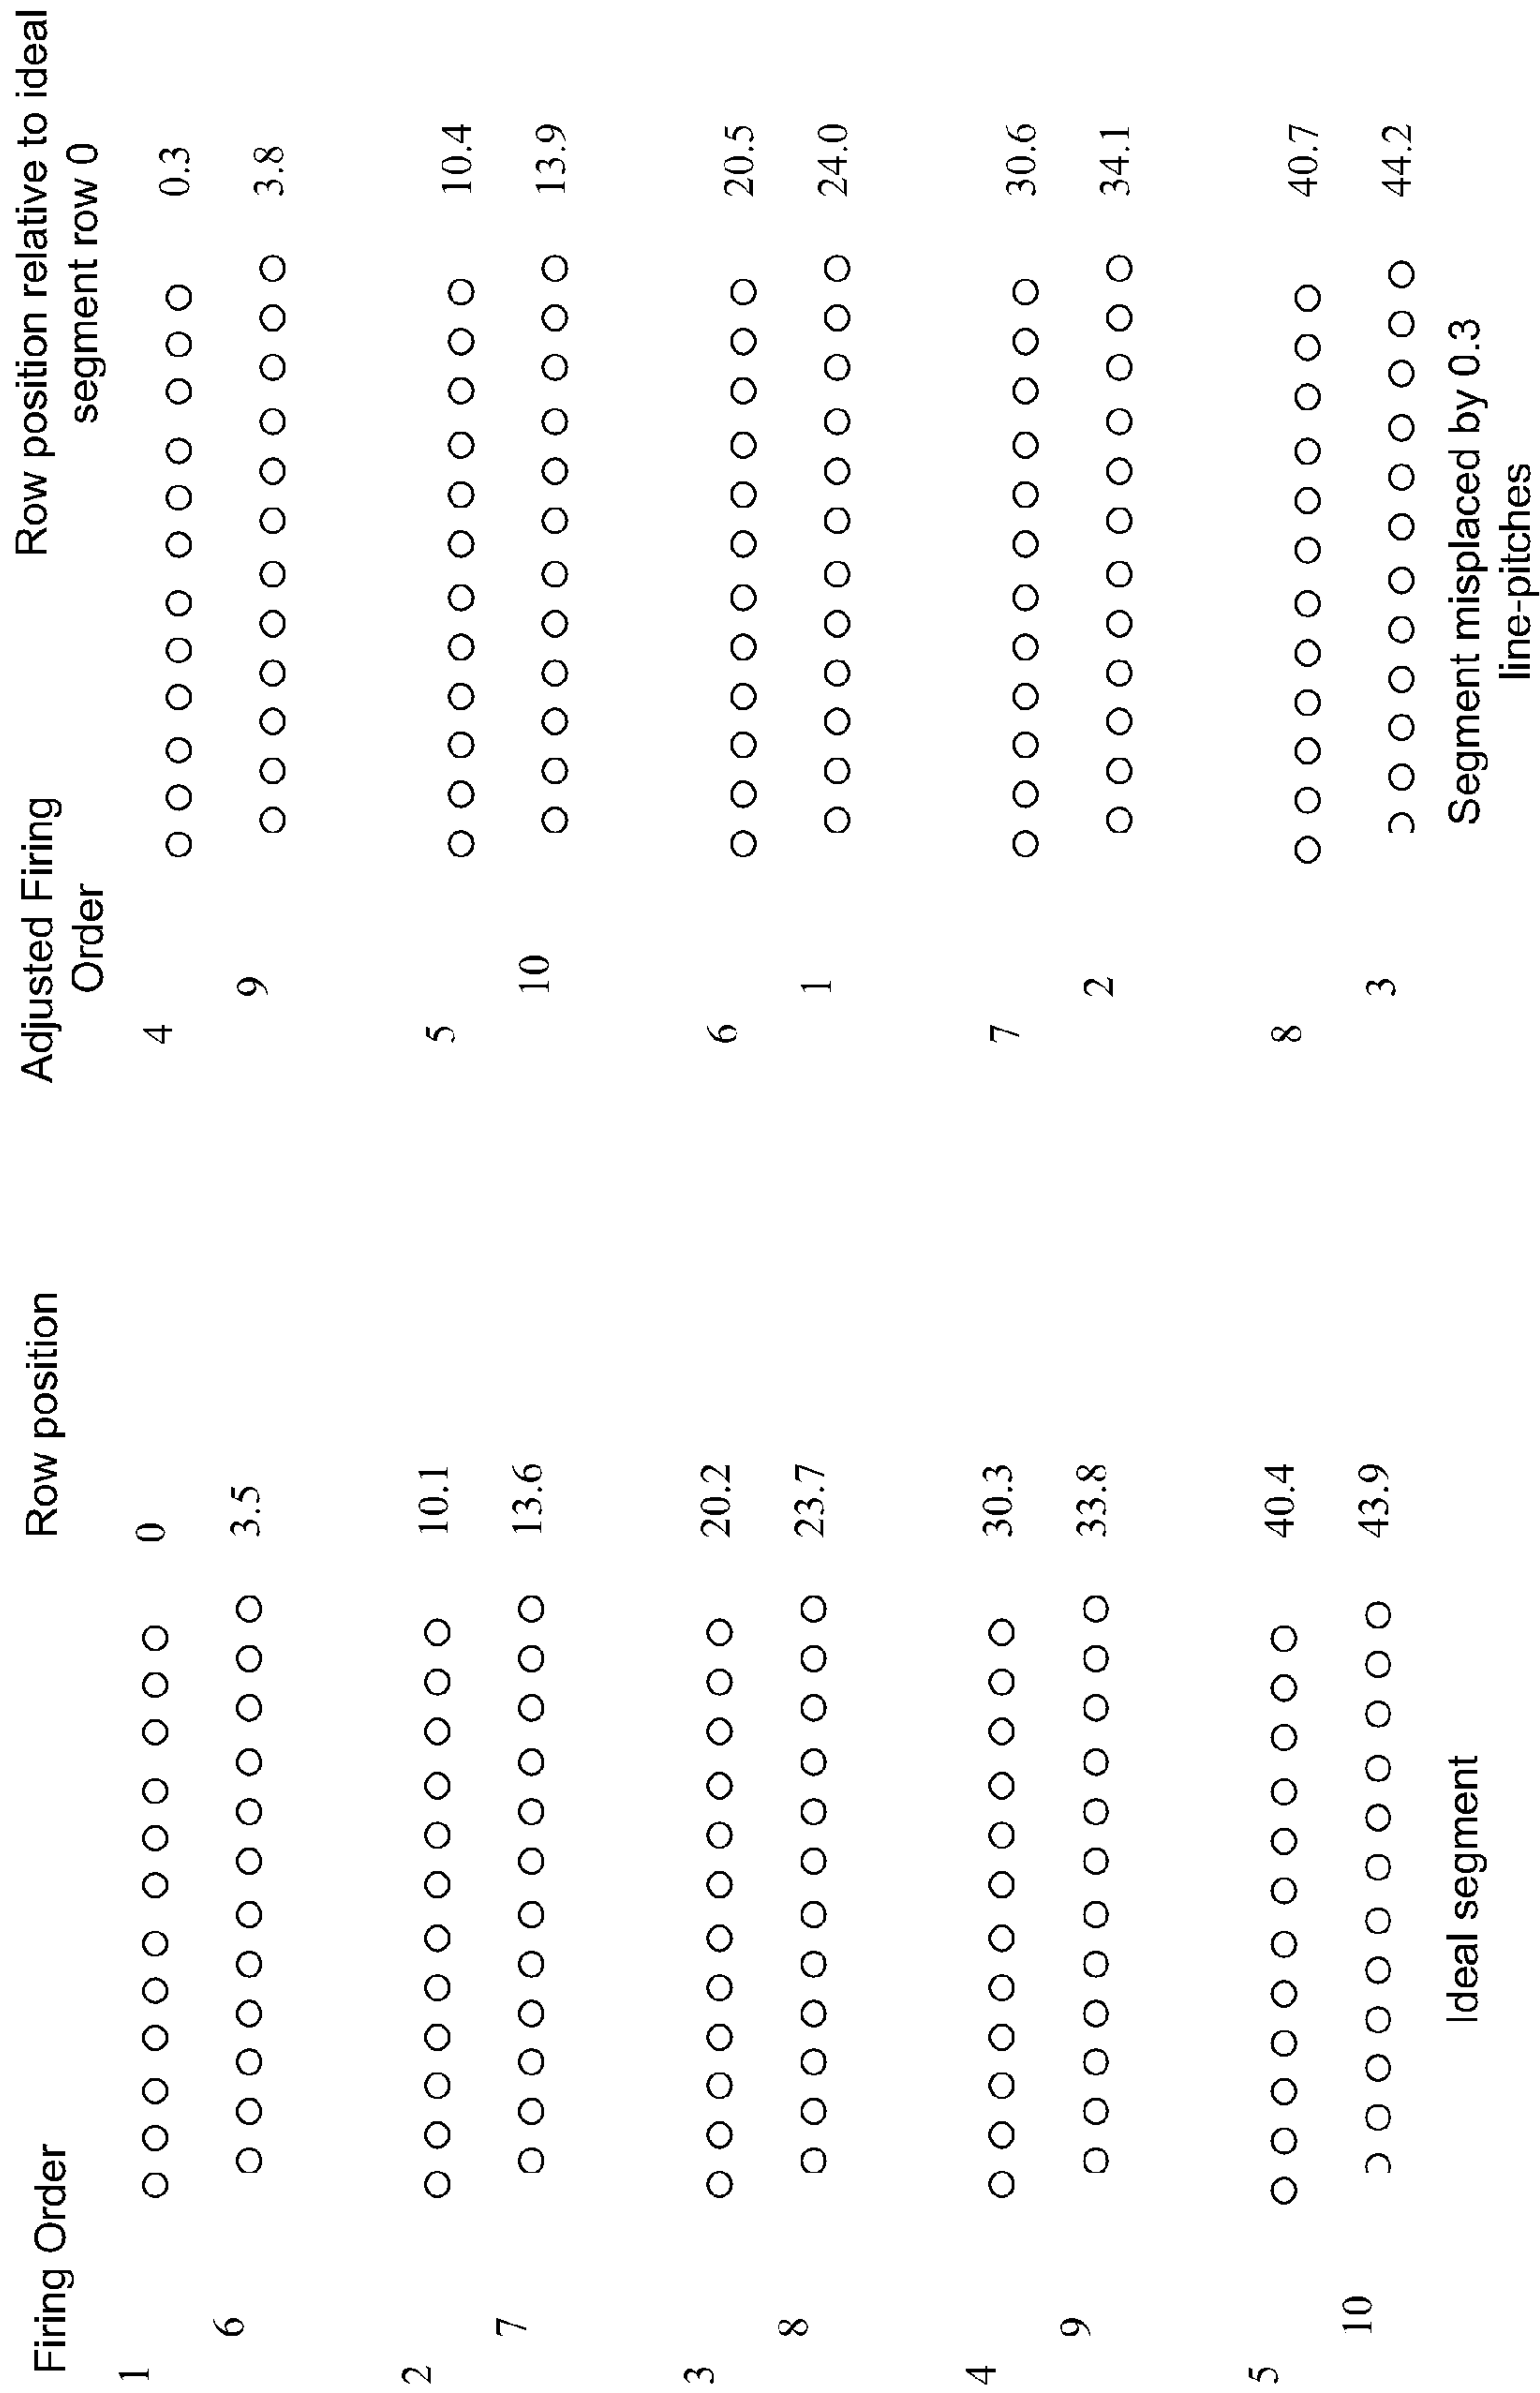 Firing Order
Row position
1 0
6 3.5
2 10.1
7 13.6
3 20.2
8 23.7
4 30.3
9 33.8
5 40.4
10 43.9
Ideal segment
Adjusted Firing
Order
Row position relative to ideal
segment row 0
4 0.3
9 3.8
5 10.4
10 13.9
6 20.5
1 24.0
7 30.6
2 34.1
8 40.7
3 44.2
Segment misplaced by 0.3
line-pitches